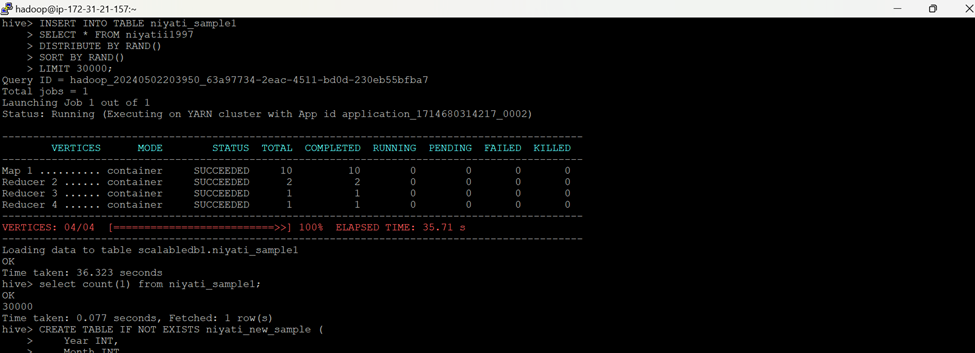 hadoop@ip-172-31-21-157:~
hive> INSERT INTO TABLE niyati_sample1
    > SELECT * FROM niyatii1997
    > DISTRIBUTE BY RAND()
    > SORT BY RAND()
    > LIMIT 30000;
Query ID = hadoop_20240502203950_63a97734-2eac-4511-bd0d-230eb55bfba7
Total jobs = 1
Launching Job 1 out of 1
Status: Running (Executing on YARN cluster with App id application_1714680314217_0002)
----------------------------------------------------------------------------------------------
        VERTICES      MODE        STATUS  TOTAL  COMPLETED  RUNNING  PENDING  FAILED  KILLED
----------------------------------------------------------------------------------------------
Map 1 .......... container     SUCCEEDED     10         10        0        0       0       0
Reducer 2 ...... container     SUCCEEDED      2          2        0        0       0       0
Reducer 3 ...... container     SUCCEEDED      1          1        0        0       0       0
Reducer 4 ...... container     SUCCEEDED      1          1        0        0       0       0
----------------------------------------------------------------------------------------------
VERTICES: 04/04  [==========================>>] 100%  ELAPSED TIME: 35.71 s
----------------------------------------------------------------------------------------------
Loading data to table scalabledb1.niyati_sample1
OK
Time taken: 36.323 seconds
hive> select count(1) from niyati_sample1;
OK
30000
Time taken: 0.077 seconds, Fetched: 1 row(s)
hive> CREATE TABLE IF NOT EXISTS niyati_new_sample (
    >     Year INT,
    >     Month INT,